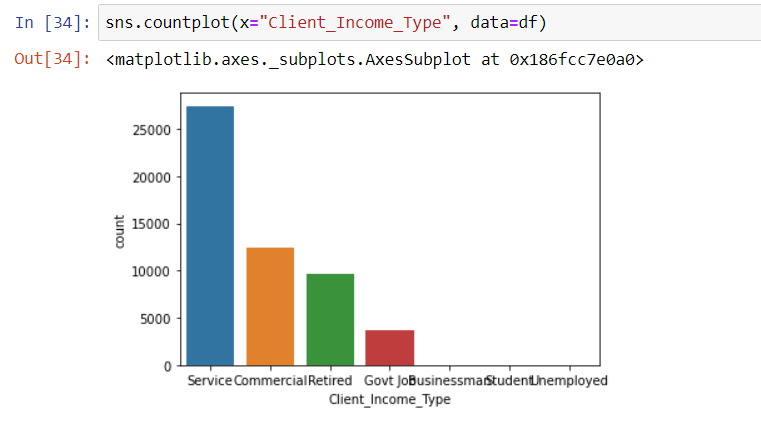 In [34]: sns.countplot(x="Client_Income_Type", data=df)
Out[34]: <matplotlib.axes._subplots.AxesSubplot at 0x186fcc7e0a0>
25000
20000
15000
10000
5000
0
count
Service Commercial Retired Govt Job Businessman Student Unemployed
Client_Income_Type